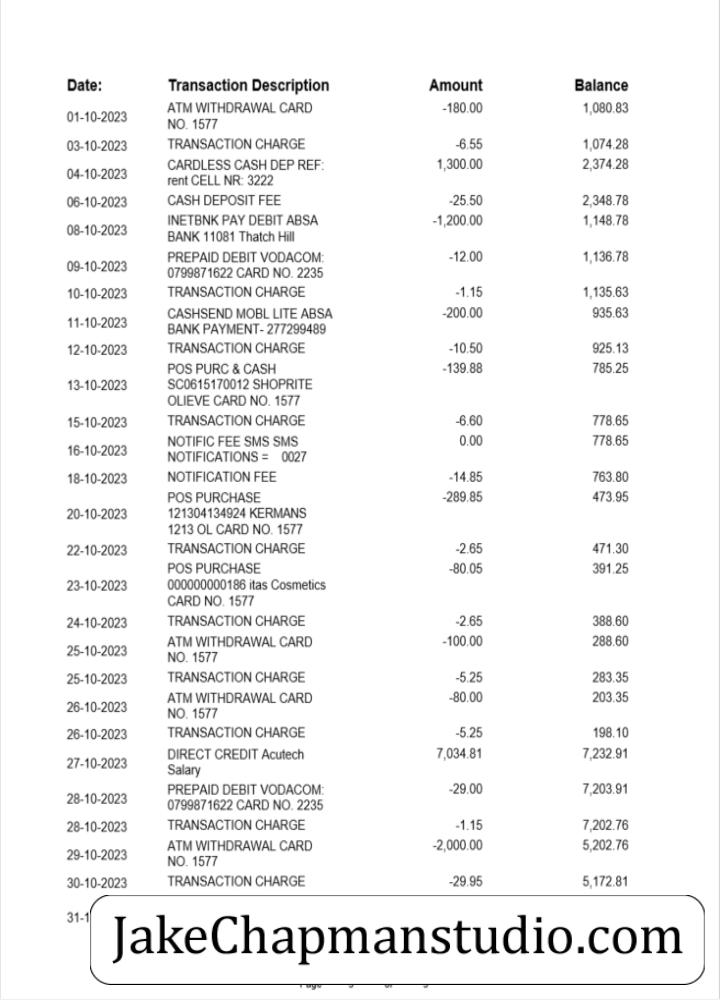 Date: Transaction Description Amount Balance
01-10-2023 ATM WITHDRAWAL CARD -180.00 1,080.83
NO. 1577
03-10-2023 TRANSACTION CHARGE -6.55 1,074.28
04-10-2023 CARDLESS CASH DEP REF: 1,300.00 2,374.28
rent CELL NR: 3222
06-10-2023 CASH DEPOSIT FEE -25.50 2,348.78
08-10-2023 INETBNK PAY DEBIT ABSA -1,200.00 1,148.78
BANK 11081 Thatch Hill
09-10-2023 PREPAID DEBIT VODACOM: -12.00 1,136.78
0799871622 CARD NO. 2235
10-10-2023 TRANSACTION CHARGE -1.15 1,135.63
11-10-2023 CASHSEND MOBL LITE ABSA -200.00 935.63
BANK PAYMENT- 277299489
12-10-2023 TRANSACTION CHARGE -10.50 925.13
POS PURC & CASH -139.88 785.25
13-10-2023 SC0615170012 SHOPRITE
OLIEVE CARD NO. 1577
15-10-2023 TRANSACTION CHARGE -6.60 778.65
16-10-2023 NOTIFIC FEE SMS SMS 0.00 778.65
NOTIFICATIONS = 0027
18-10-2023 NOTIFICATION FEE -14.85 763.80
POS PURCHASE -289.85 473.95
20-10-2023 121304134924 KERMANS
1213 OL CARD NO. 1577
22-10-2023 TRANSACTION CHARGE -2.65 471.30
POS PURCHASE -80.05 391.25
23-10-2023 000000000186 itas Cosmetics
CARD NO. 1577
24-10-2023 TRANSACTION CHARGE -2.65 388.60
25-10-2023 ATM WITHDRAWAL CARD -100.00 288.60
NO. 1577
25-10-2023 TRANSACTION CHARGE -5.25 283.35
26-10-2023 ATM WITHDRAWAL CARD -80.00 203.35
NO. 1577
26-10-2023 TRANSACTION CHARGE -5.25 198.10
27-10-2023 DIRECT CREDIT Acutech 7,034.81 7,232.91
Salary
28-10-2023 PREPAID DEBIT VODACOM: -29.00 7,203.91
0799871622 CARD NO. 2235
28-10-2023 TRANSACTION CHARGE -1.15 7,202.76
29-10-2023 ATM WITHDRAWAL CARD -2,000.00 5,202.76
NO. 1577
30-10-2023 TRANSACTION CHARGE -29.95 5,172.81
JakeChapmanstudio.com